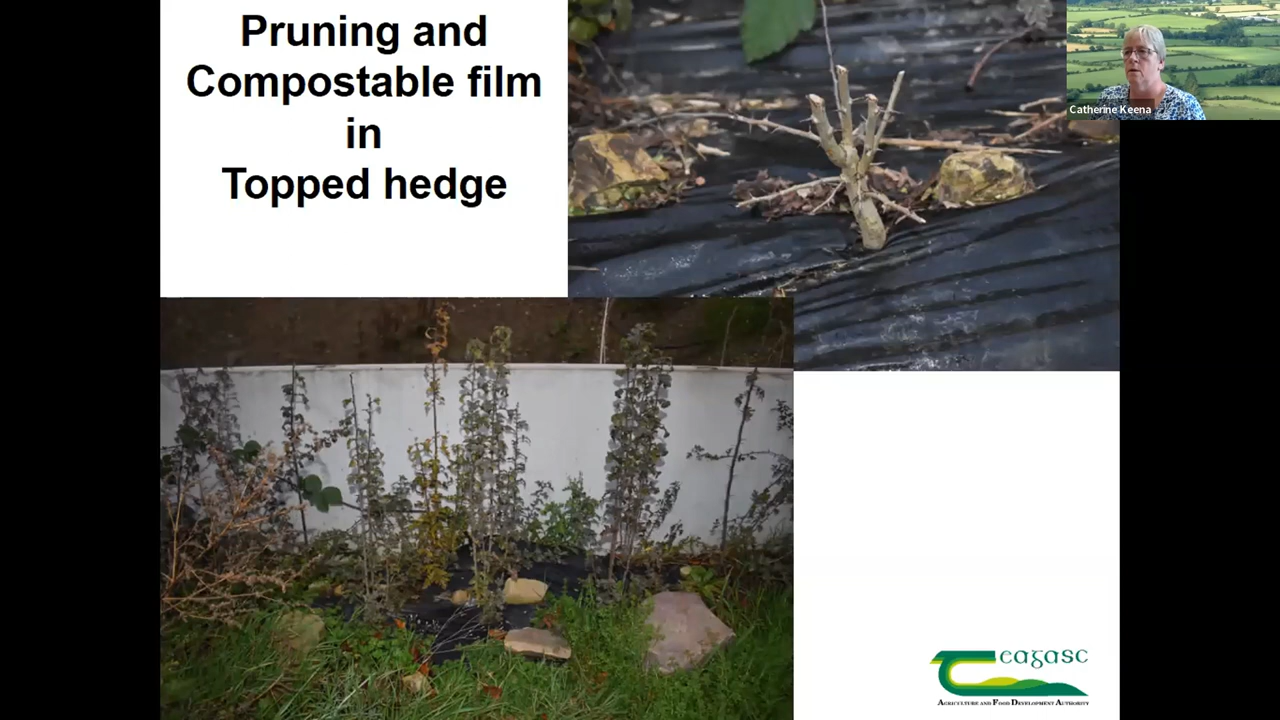 Pruning and
Compostable film
in
Topped hedge
Catherine Keena
Teagasc
AGRICULTURE AND FOOD DEVELOPMENT AUTHORITY